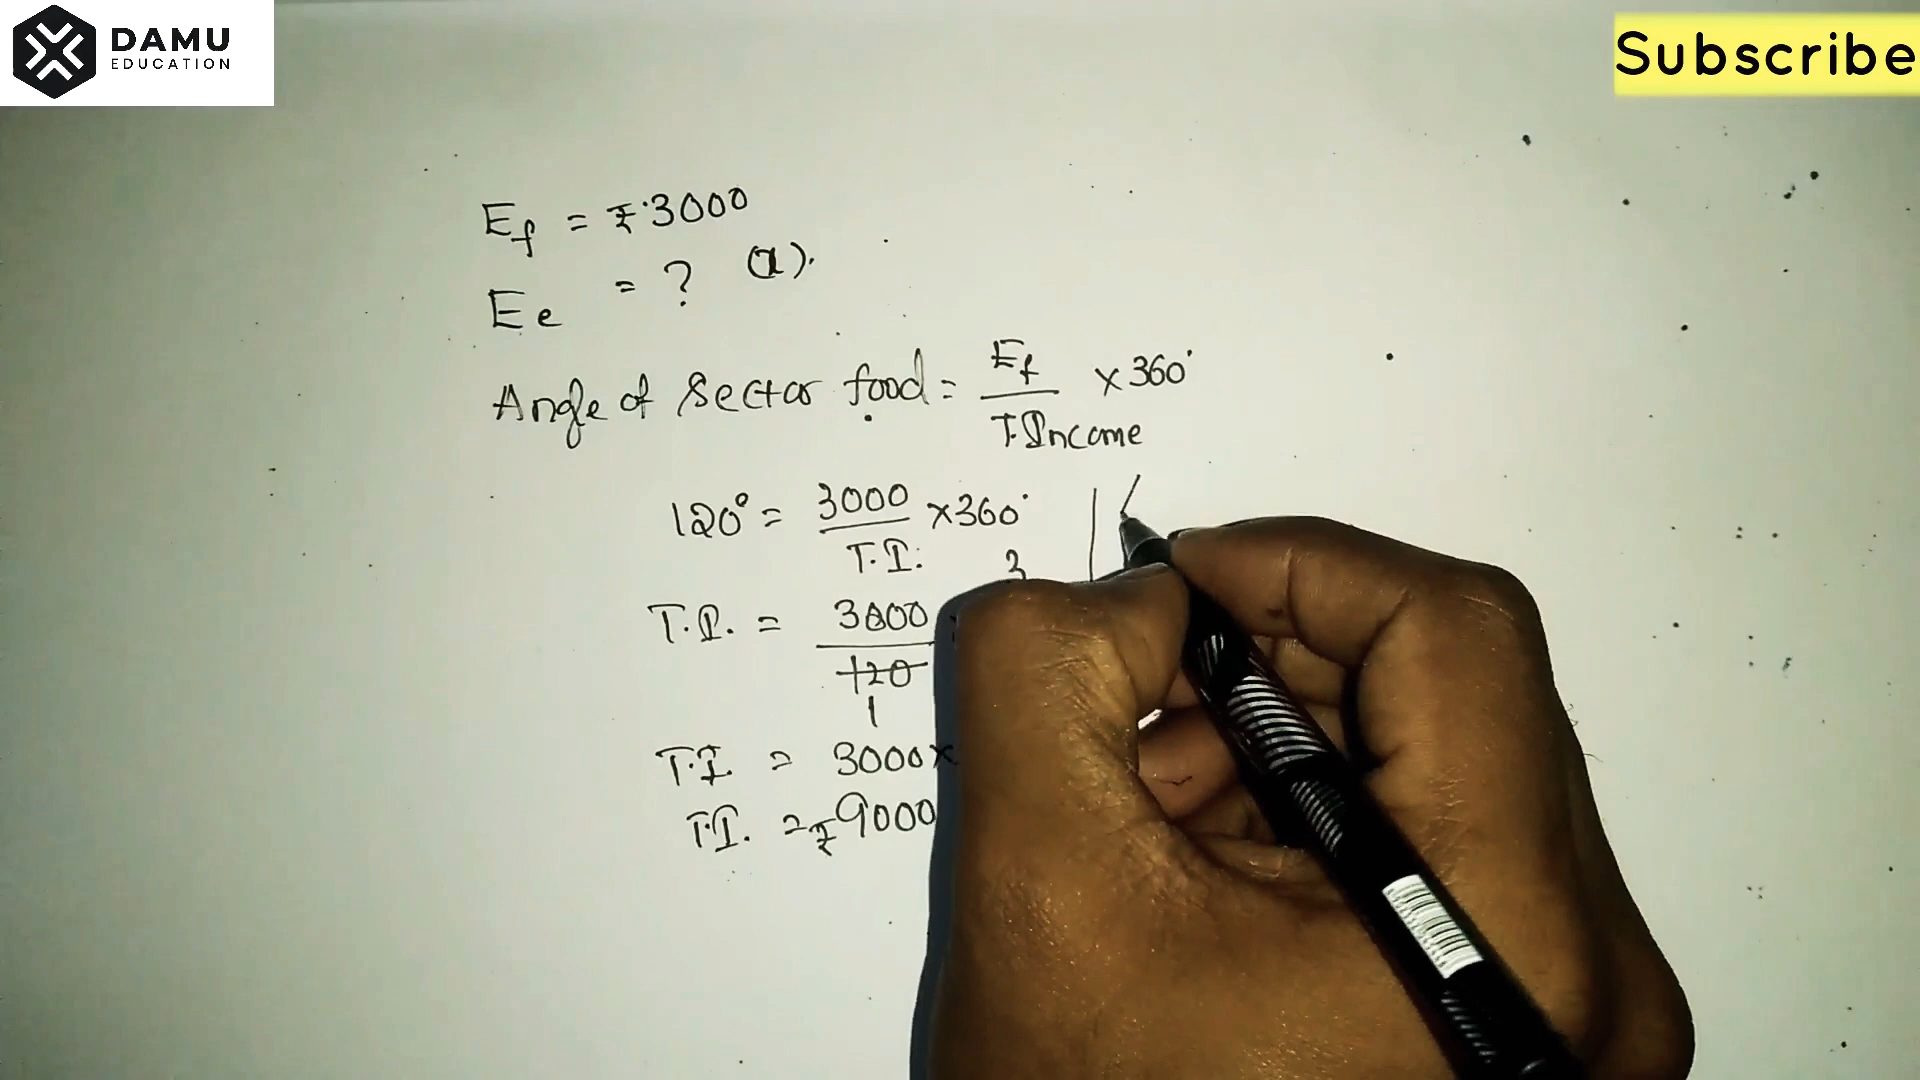 DAMU
EDUCATION
Subscribe
Ef = ₹.3000
Ee = ? (a).
Angle of Sector food = Ef / T.Income ×360°
120° = 3000 / T.I. ×360°
3
T.I. = 3000 / 120
1
T.I. = 3000×
T.I. = ₹9000